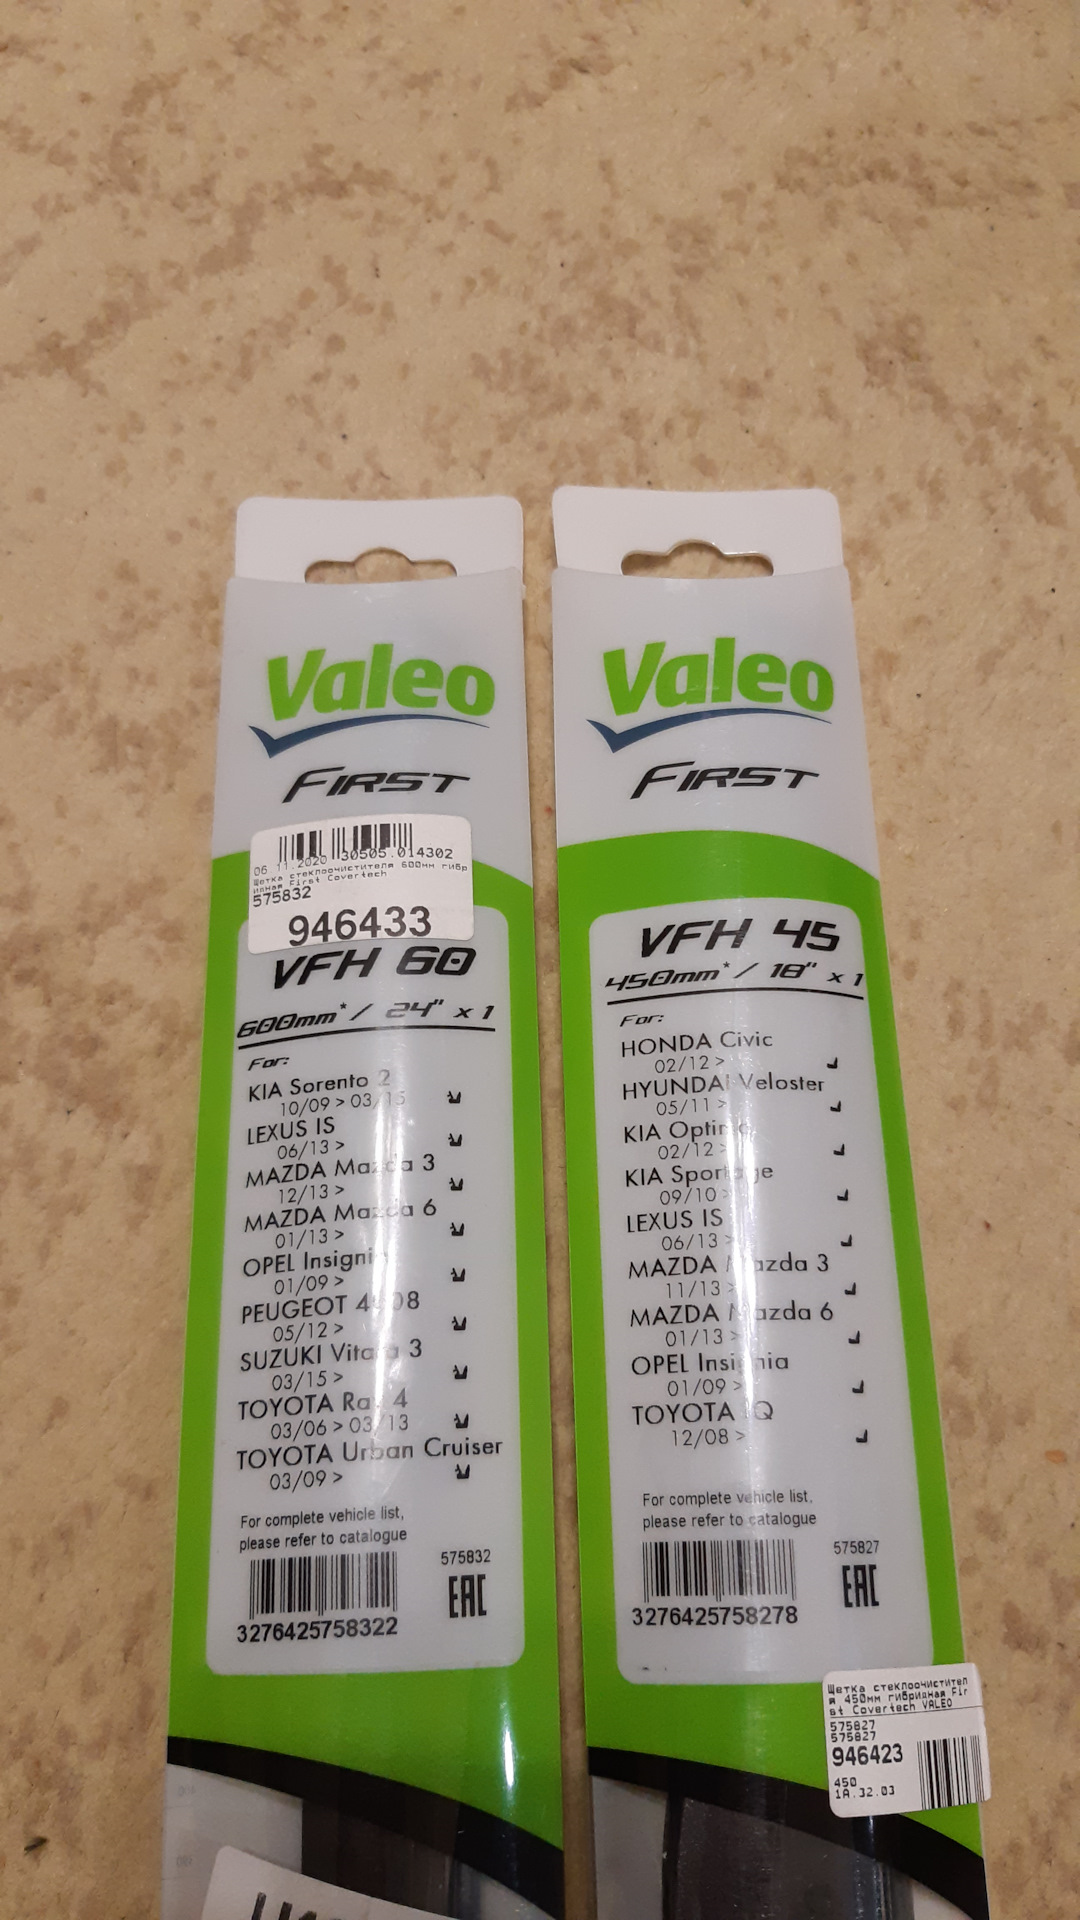 Valeo
FIRST
30505.014302
06 11.2020
Щетка стеклоочистителя 600мм гибр
идная First Covertech
575832
946433
VFH 60
600mm* / 24" x 1
For:
KIA Sorento 2
10/09 > 03/15
LEXUS IS
06/13 >
MAZDA Mazda 3
12/13 >
MAZDA Mazda 6
01/13 >
OPEL Insignia
01/09 >
PEUGEOT 4008
05/12 >
SUZUKI Vitara 3
03/15 >
TOYOTA Rav 4
03/06 > 03/13
TOYOTA Urban Cruiser
03/09 >
For complete vehicle list,
please refer to catalogue
575832
EAC
3276425758322
Valeo
FIRST
VFH 45
450mm* / 18" x 1
For:
HONDA Civic
02/12 >
HYUNDAI Veloster
05/11 >
KIA Optima
02/12 >
KIA Sportage
09/10 >
LEXUS IS
06/13 >
MAZDA Mazda 3
11/13 >
MAZDA Mazda 6
01/13 >
OPEL Insignia
01/09 >
TOYOTA IQ
12/08 >
For complete vehicle list,
please refer to catalogue
575827
EAC
3276425758278
Щетка стеклоочистител
я 450мм гибридная Fir
st Covertech VALEO
575827
575827
946423
450
1A.32.03